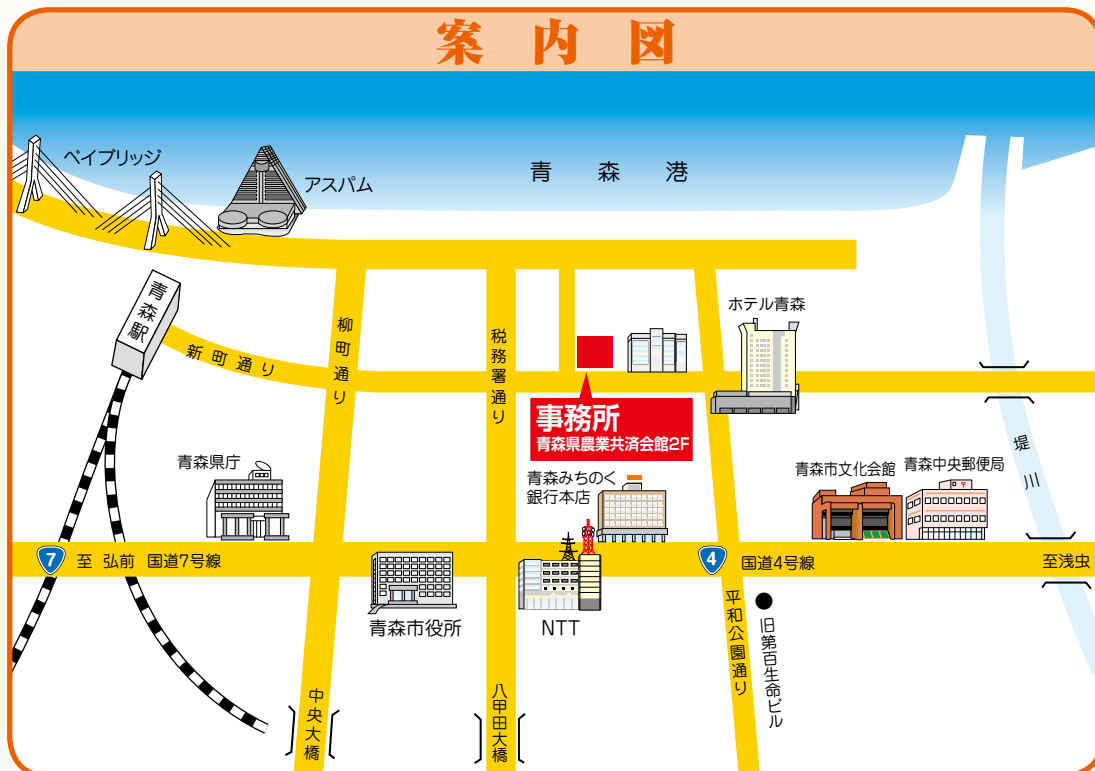 案内図
ベイブリッジ
アスパム
青森港
青森駅
新町通り
柳町通り
税務署通り
ホテル青森
事務所
青森県農業共済会館2F
青森県庁
青森みちのく
銀行本店
青森市文化会館
青森中央郵便局
堤川
7
至 弘前 国道7号線
4
国道4号線
至浅虫
青森市役所
NTT
平和公園通り
旧第百生命ビル
中央大橋
八甲田大橋